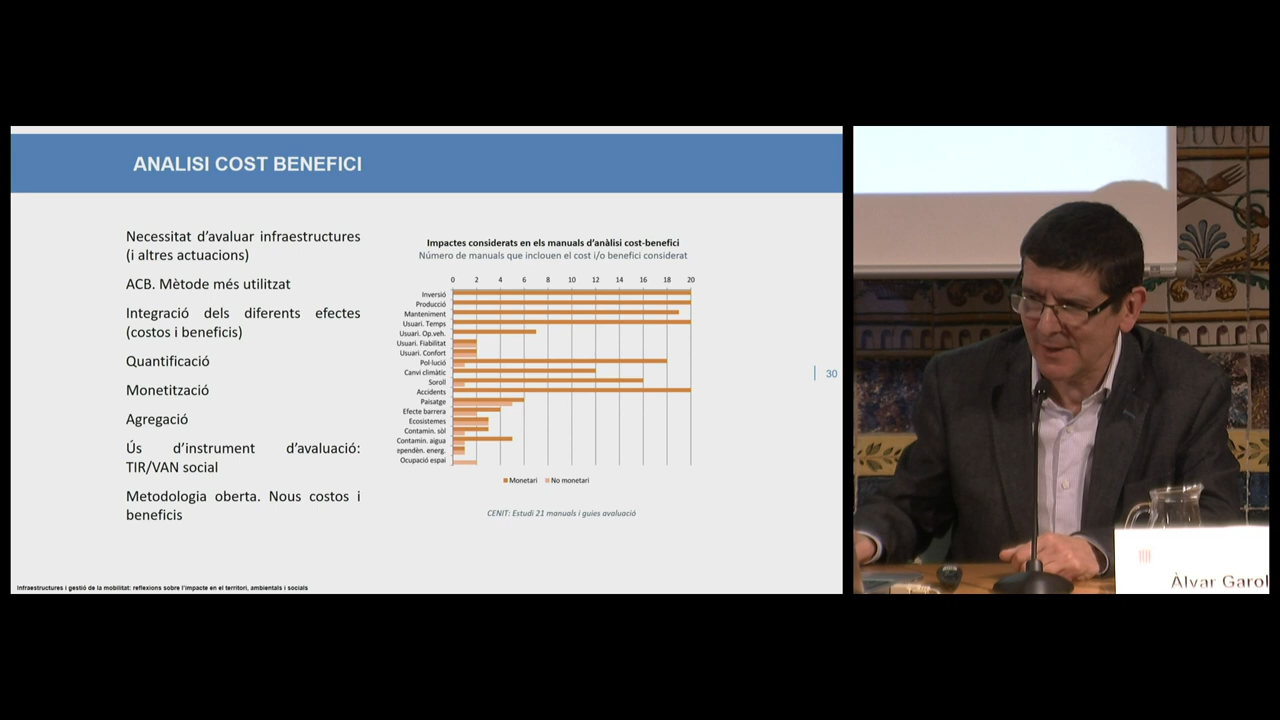 ANALISI COST BENEFICI
Necessitat d’avaluar infraestructures
(i altres actuacions)
ACB. Mètode més utilitzat
Integració dels diferents efectes
(costos i beneficis)
Quantificació
Monetització
Agregació
Ús d’instrument d’avaluació:
TIR/VAN social
Metodologia oberta. Nous costos i
beneficis
Impactes considerats en els manuals d’anàlisi cost-benefici
Número de manuals que inclouen el cost i/o benefici considerat
0 2 4 6 8 10 12 14 16 18 20
Inversió
Producció
Manteniment
Usuari. Temps
Usuari. Op.veh.
Usuari. Fiabilitat
Usuari. Confort
Pol·lució
Canvi climàtic
Soroll
Accidents
Paisatge
Efecte barrera
Ecosistemes
Contamin. sòl
Contamin. aigua
ependèn. energ.
Ocupació espai
Monetari No monetari
CENIT: Estudi 21 manuals i guies avaluació
30
Infraestructures i gestió de la mobilitat: reflexions sobre l’impacte en el territori, ambientals i socials
Àlvar Garol